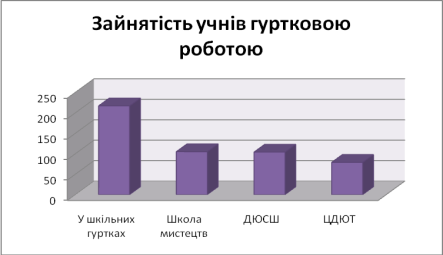 Зайнятість учнів гуртковою
роботою
250
200
150
100
50
0
У шкільних
гуртках
Школа
мистецтв
ДЮСШ
ЦДЮТ